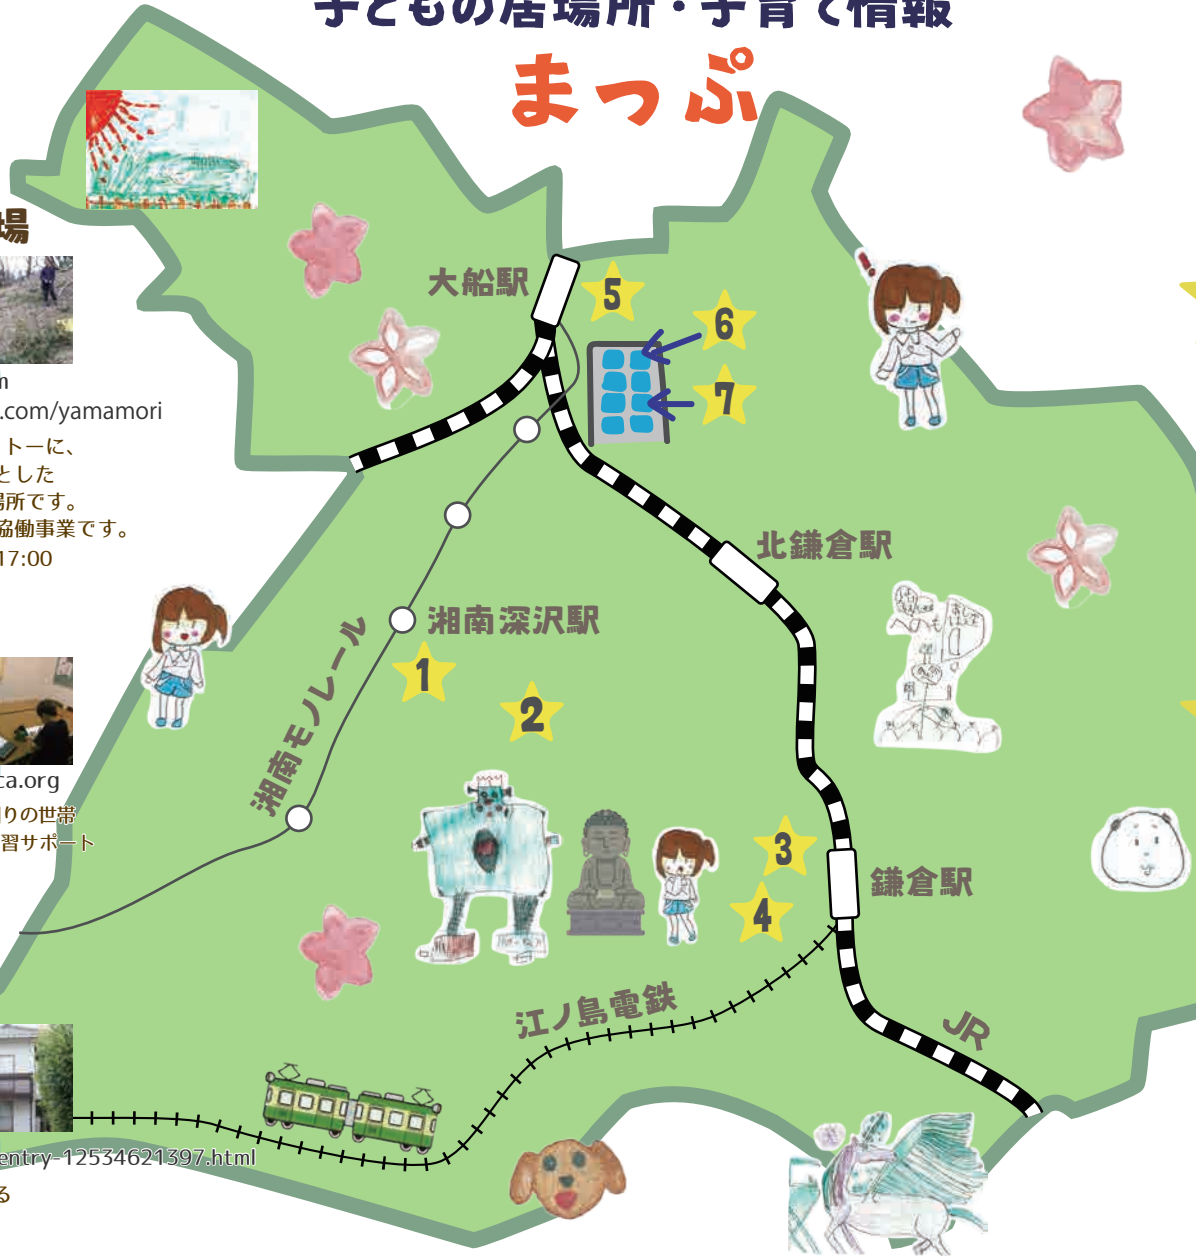 子どもの居場所・子育て情報
まっぷ
場
大船駅
5
6
7
m
.com/yamamori
トーに、
とした
場所です。
協働事業です。
17:00
北鎌倉駅
湘南深沢駅
1
2
湘南モノレール
ca.org
りの世帯
習サポート
3
鎌倉駅
4
江ノ島電鉄
JR
entry-12534621397.html
る